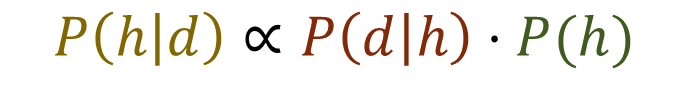 P(h|d) ∝ P(d|h) · P(h)